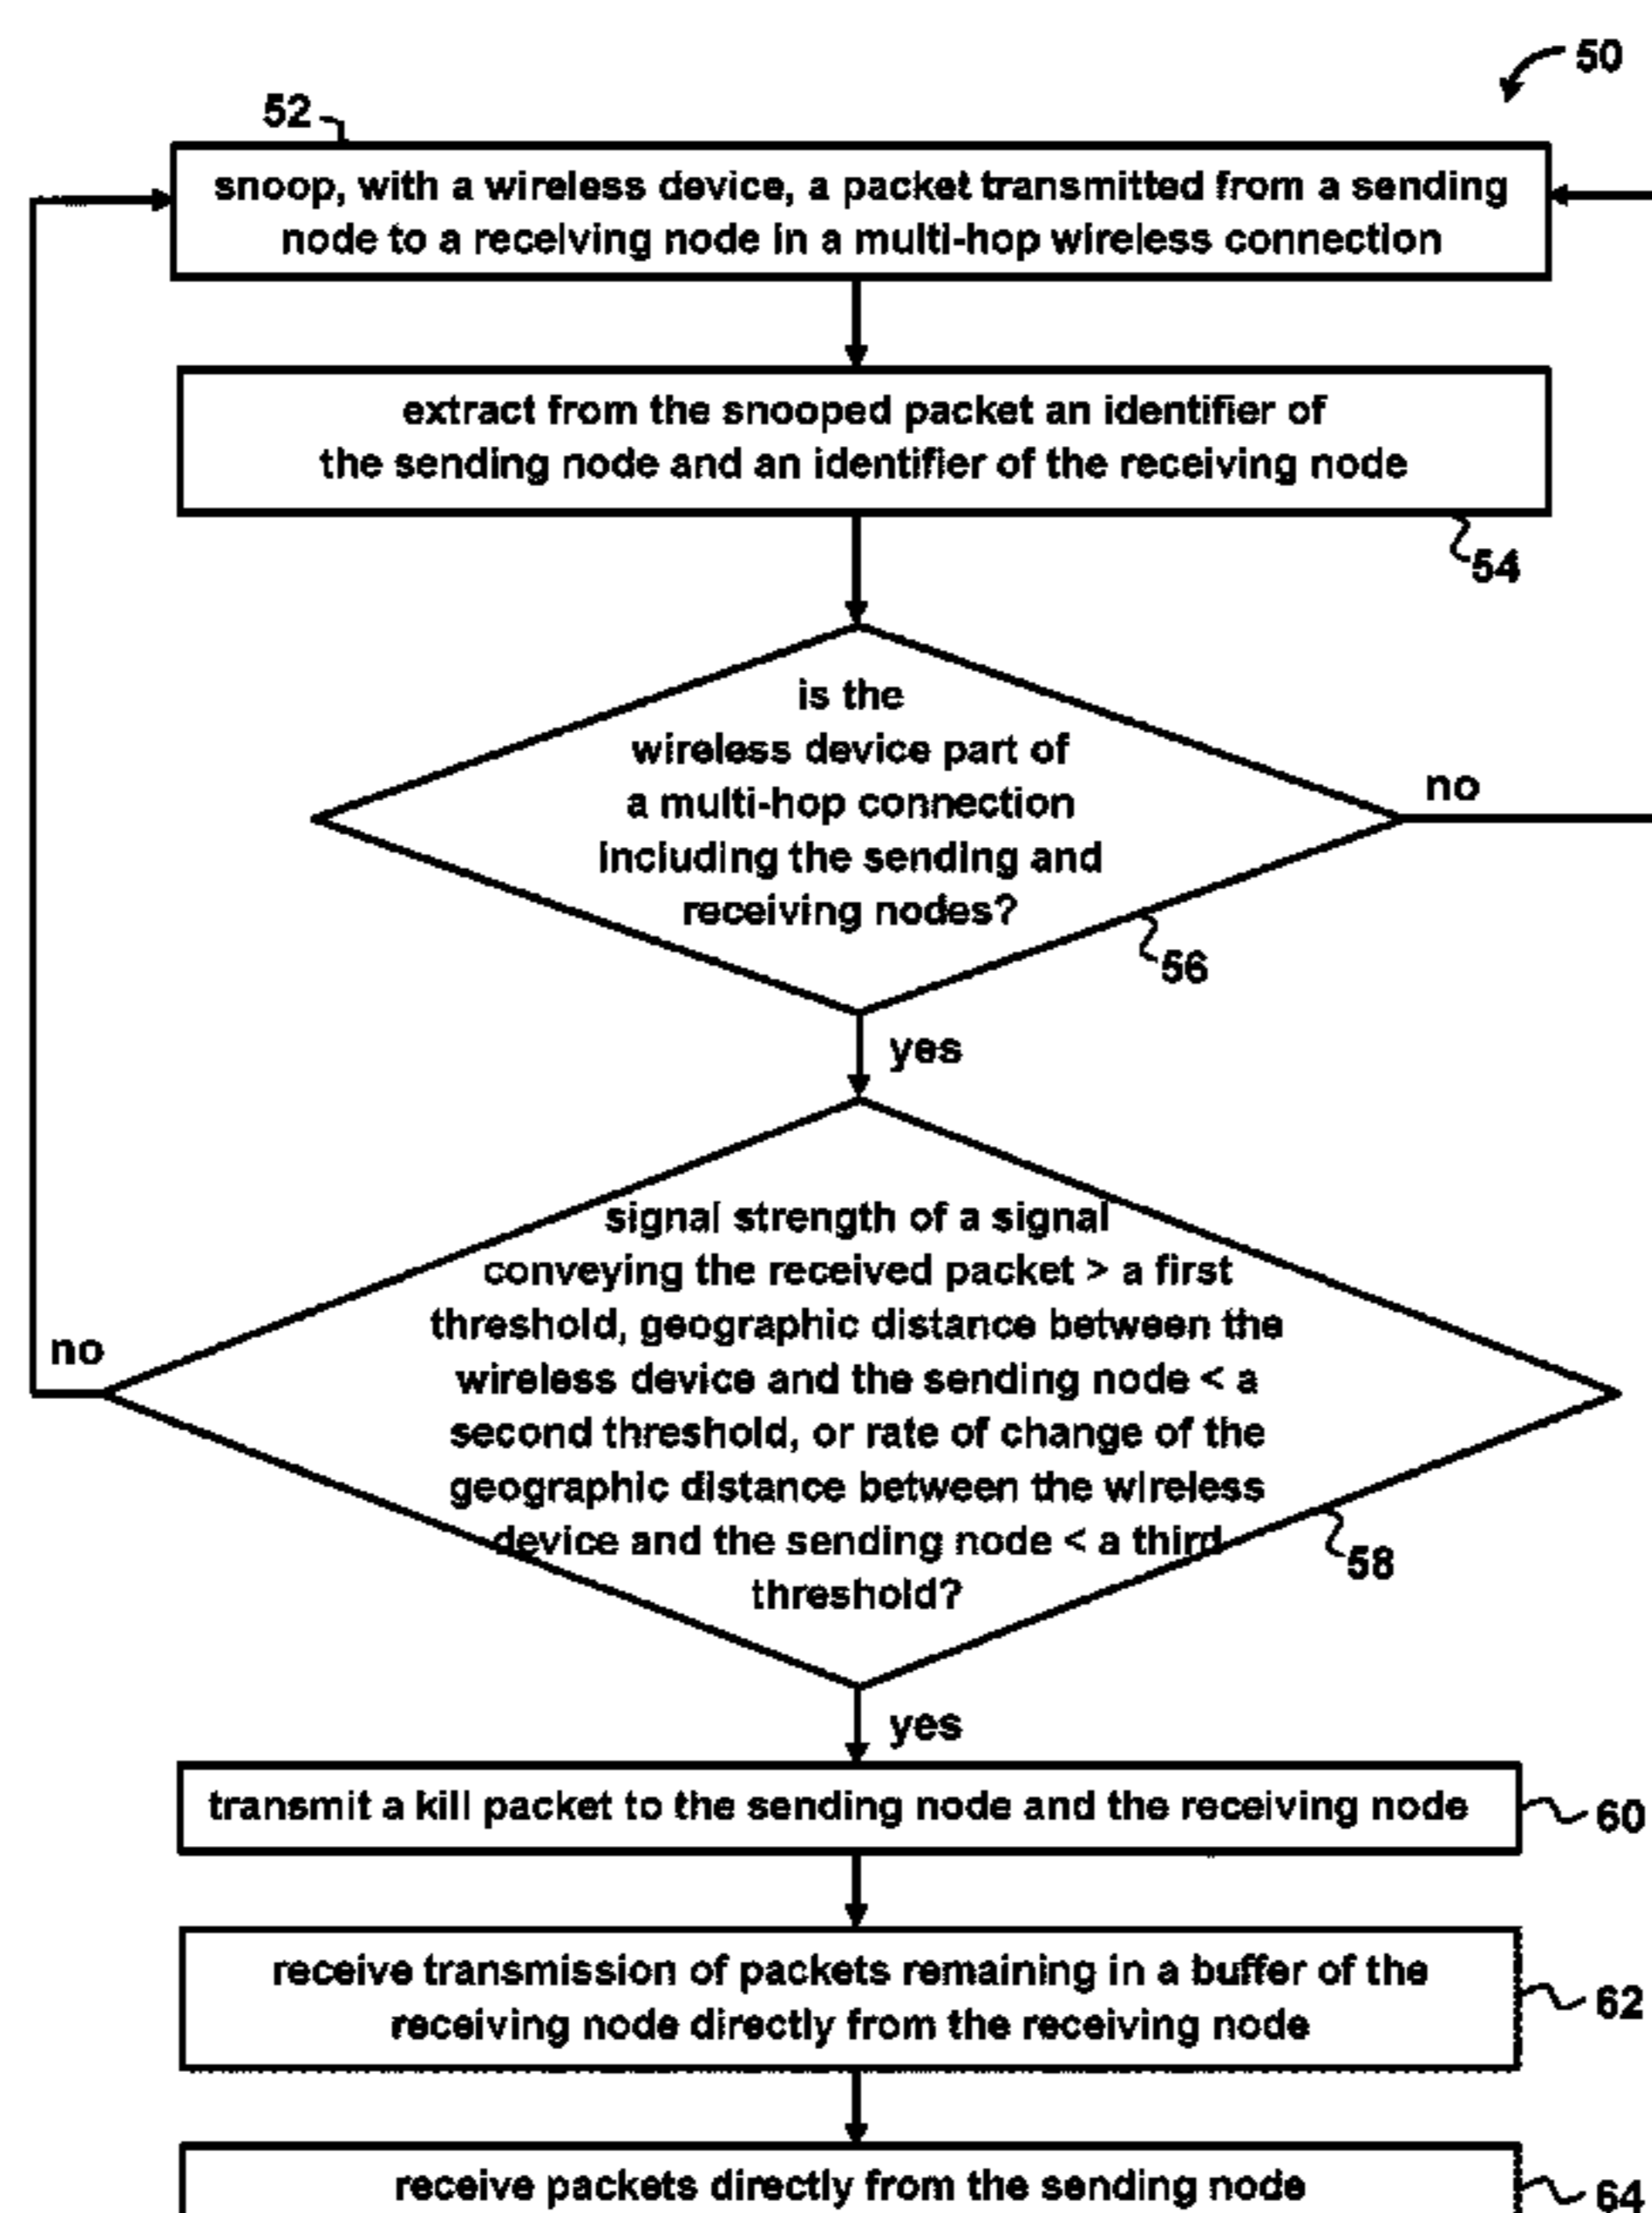 50
52
snoop, with a wireless device, a packet transmitted from a sending
node to a receiving node in a multi-hop wireless connection
extract from the snooped packet an identifier of
the sending node and an identifier of the receiving node
54
is the
wireless device part of
a multi-hop connection
including the sending and
receiving nodes?
no
56
yes
signal strength of a signal
conveying the received packet > a first
threshold, geographic distance between the
wireless device and the sending node < a
second threshold, or rate of change of the
geographic distance between the wireless
device and the sending node < a third
threshold?
no
58
yes
transmit a kill packet to the sending node and the receiving node
60
receive transmission of packets remaining in a buffer of the
receiving node directly from the receiving node
62
receive packets directly from the sending node
64